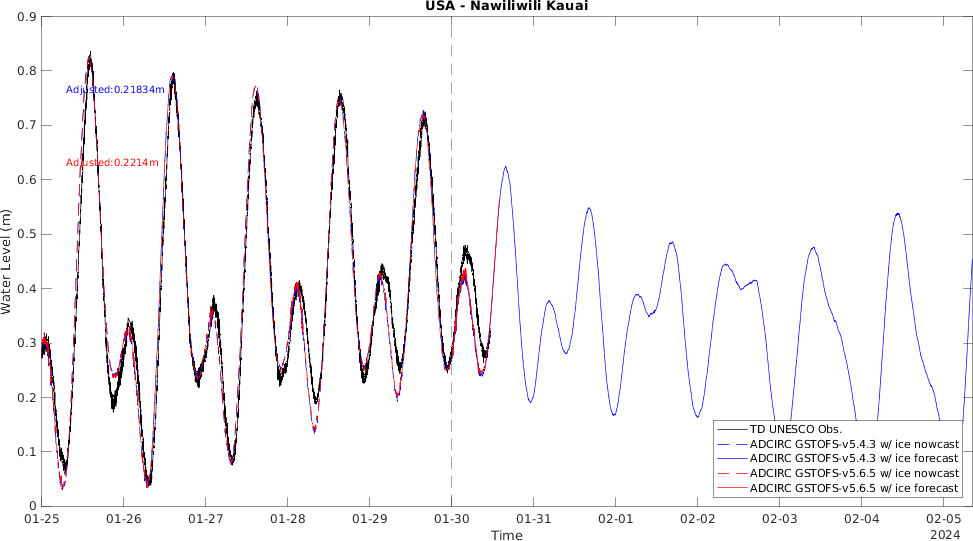 USA - Nawiliwili Kauai
0.9
0.8
0.7
0.6
0.5
0.4
0.3
0.2
0.1
0
Water Level (m)
Adjusted:0.21834m
Adjusted:0.2214m
TD UNESCO Obs.
ADCIRC GSTOFS-v5.4.3 w/ ice nowcast
ADCIRC GSTOFS-v5.4.3 w/ ice forecast
ADCIRC GSTOFS-v5.6.5 w/ ice nowcast
ADCIRC GSTOFS-v5.6.5 w/ ice forecast
01-25 01-26 01-27 01-28 01-29 01-30 01-31 02-01 02-02 02-03 02-04 02-05
Time
2024